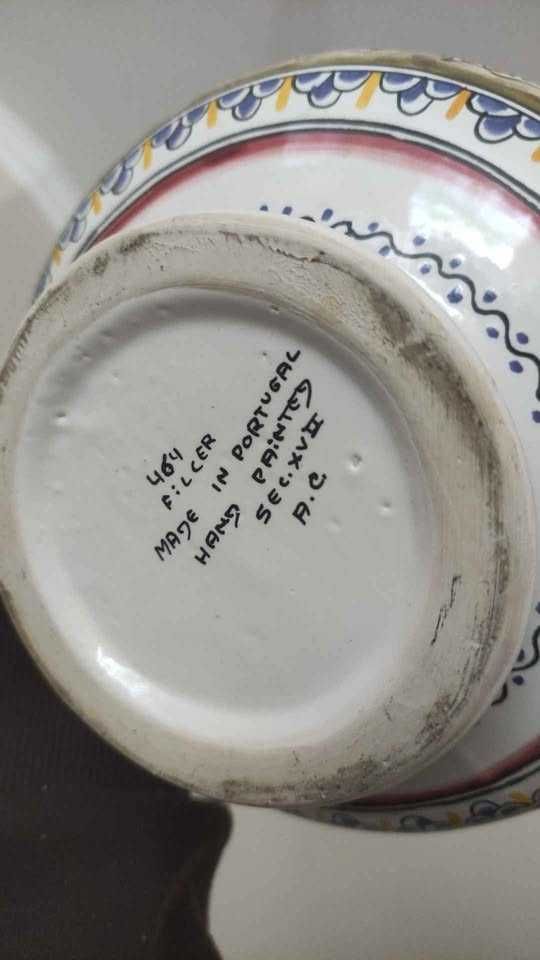 464
FiLCER
MADE IN PORTUGAL
HAND PAiNTED
SEC. XVII
A.C